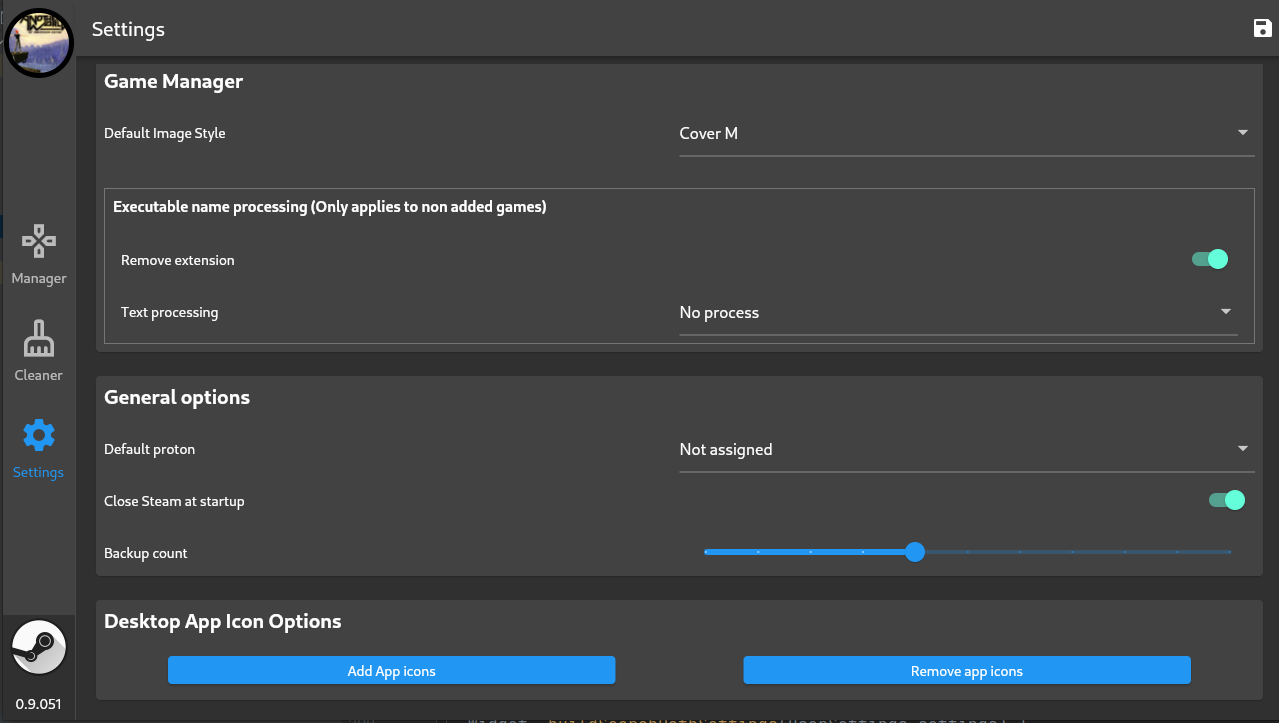 Settings
Game Manager
Default Image Style
Cover M
Executable name processing (Only applies to non added games)
Remove extension
Text processing
No process
Manager
Cleaner
Settings
General options
Default proton
Not assigned
Close Steam at startup
Backup count
Desktop App Icon Options
Add App icons
Remove app icons
0.9.051